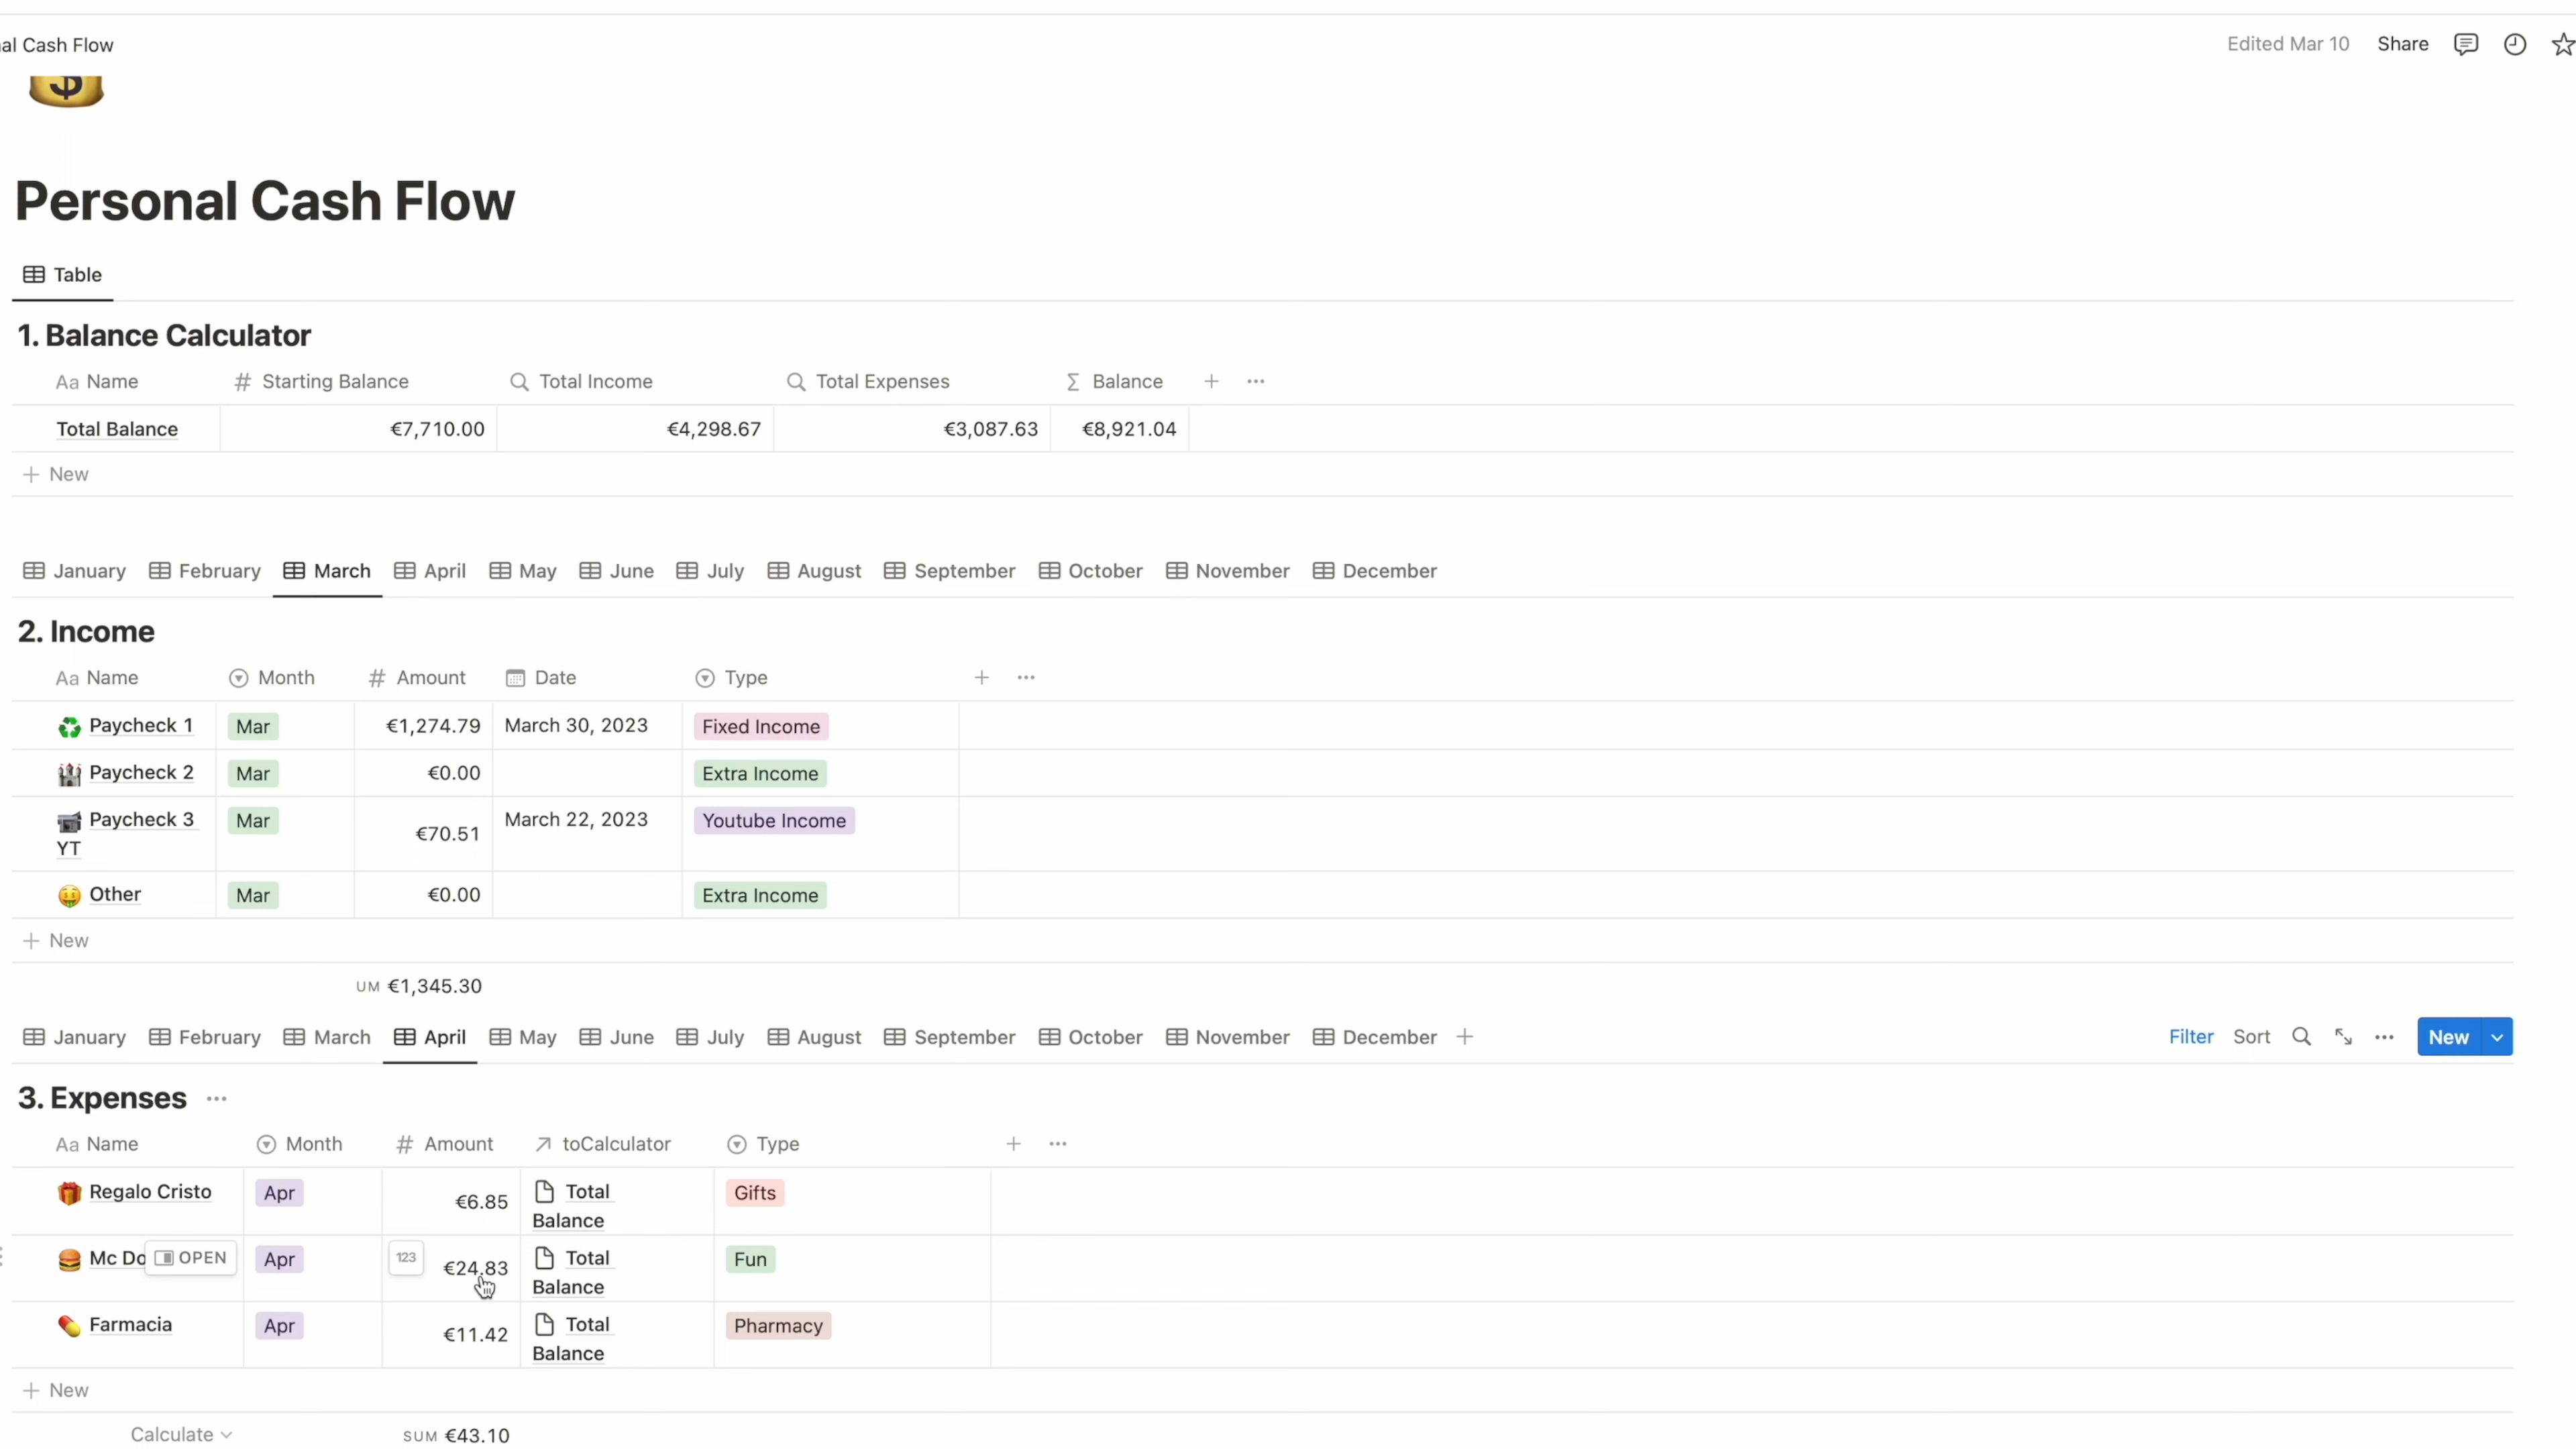 al Cash Flow
Edited Mar 10 Share
Personal Cash Flow
Table
1. Balance Calculator
Aa Name # Starting Balance Total Income Total Expenses Σ Balance + ···
Total Balance €7,710.00 €4,298.67 €3,087.63 €8,921.04
+ New
January February March April May June July August September October November December
2. Income
Aa Name Month # Amount Date Type + ···
Paycheck 1 Mar €1,274.79 March 30, 2023 Fixed Income
Paycheck 2 Mar €0.00 Extra Income
Paycheck 3 Mar €70.51 March 22, 2023 Youtube Income
YT
Other Mar €0.00 Extra Income
+ New
UM €1,345.30
January February March April May June July August September October November December + Filter Sort ··· New
3. Expenses ···
Aa Name Month # Amount toCalculator Type + ···
Regalo Cristo Apr €6.85 Total Gifts
Balance
Mc Do OPEN Apr 123 €24.83 Total Fun
Balance
Farmacia Apr €11.42 Total Pharmacy
Balance
+ New
Calculate SUM €43.10